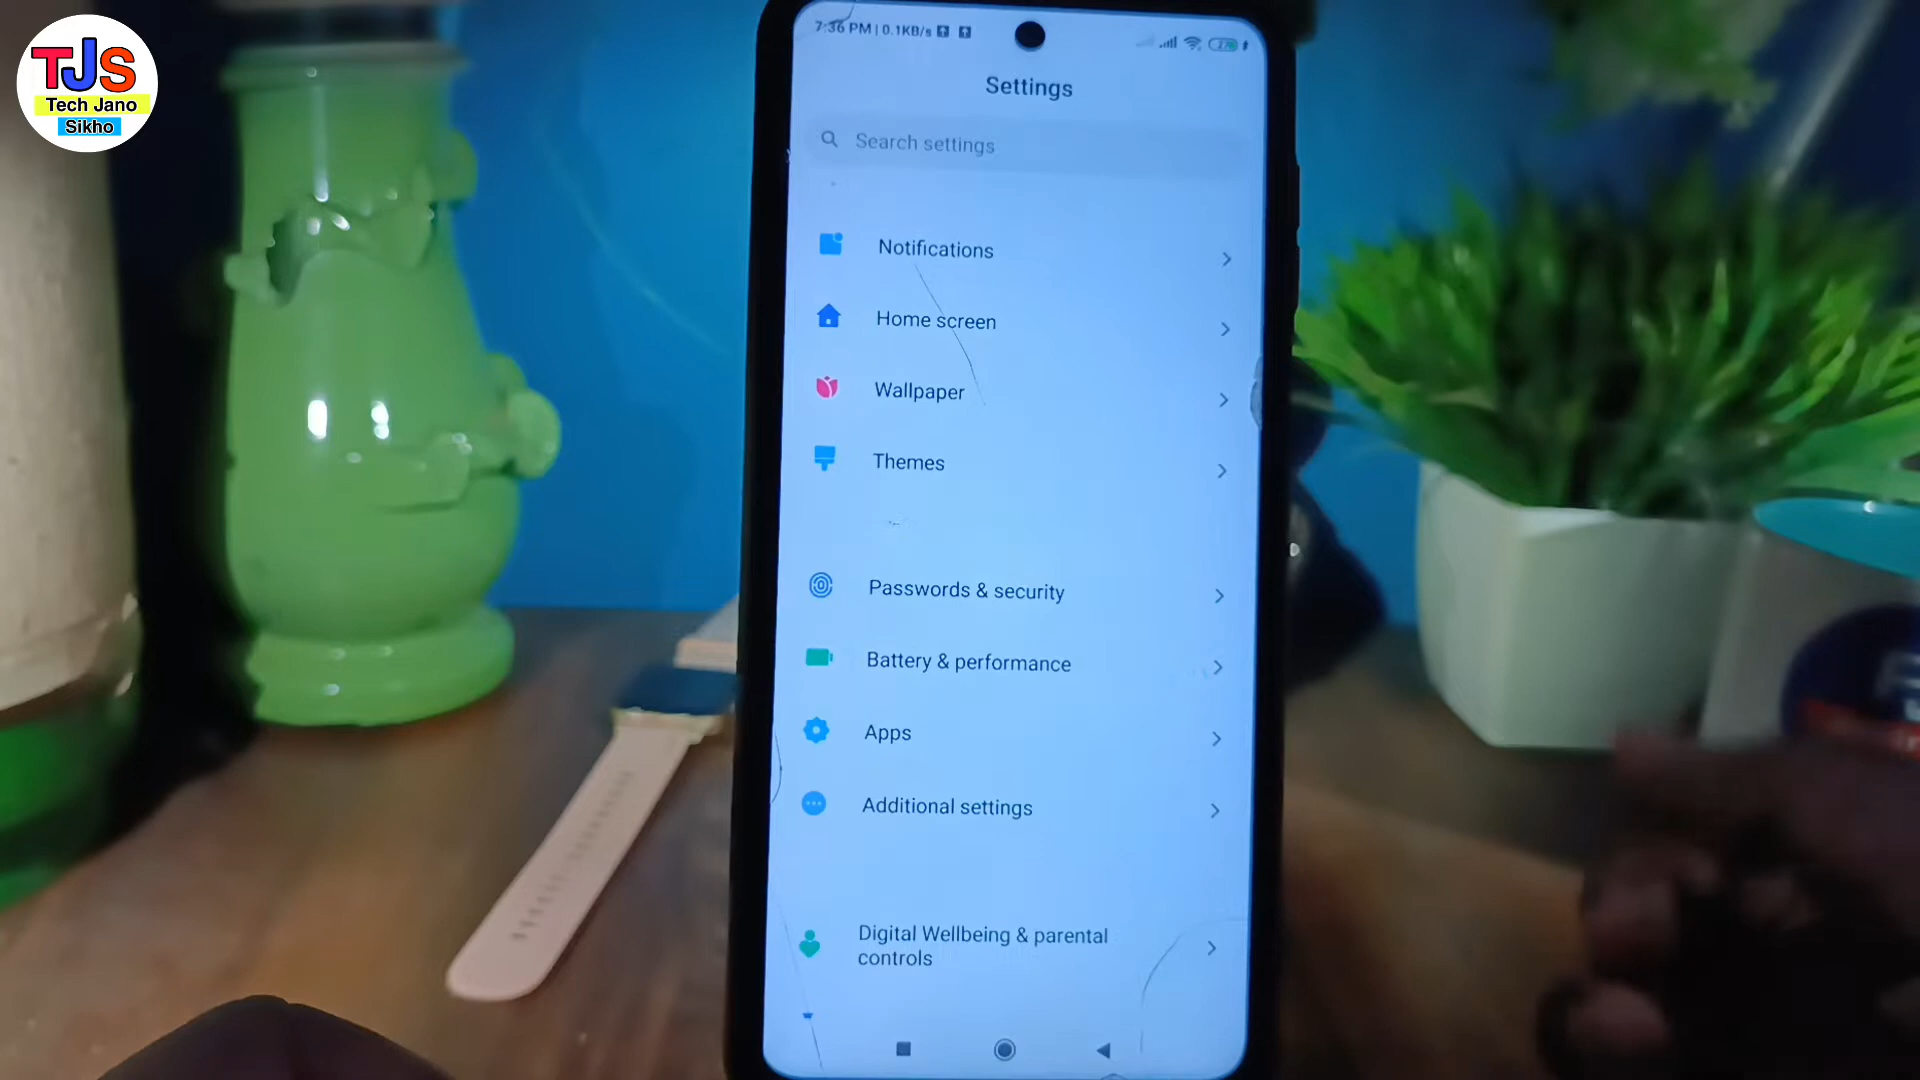 TJS
Tech Jano
Sikho
7:36 PM | 0.1KB/s
Settings
Search settings
Notifications
Home screen
Wallpaper
Themes
Passwords & security
Battery & performance
Apps
Additional settings
Digital Wellbeing & parental
controls